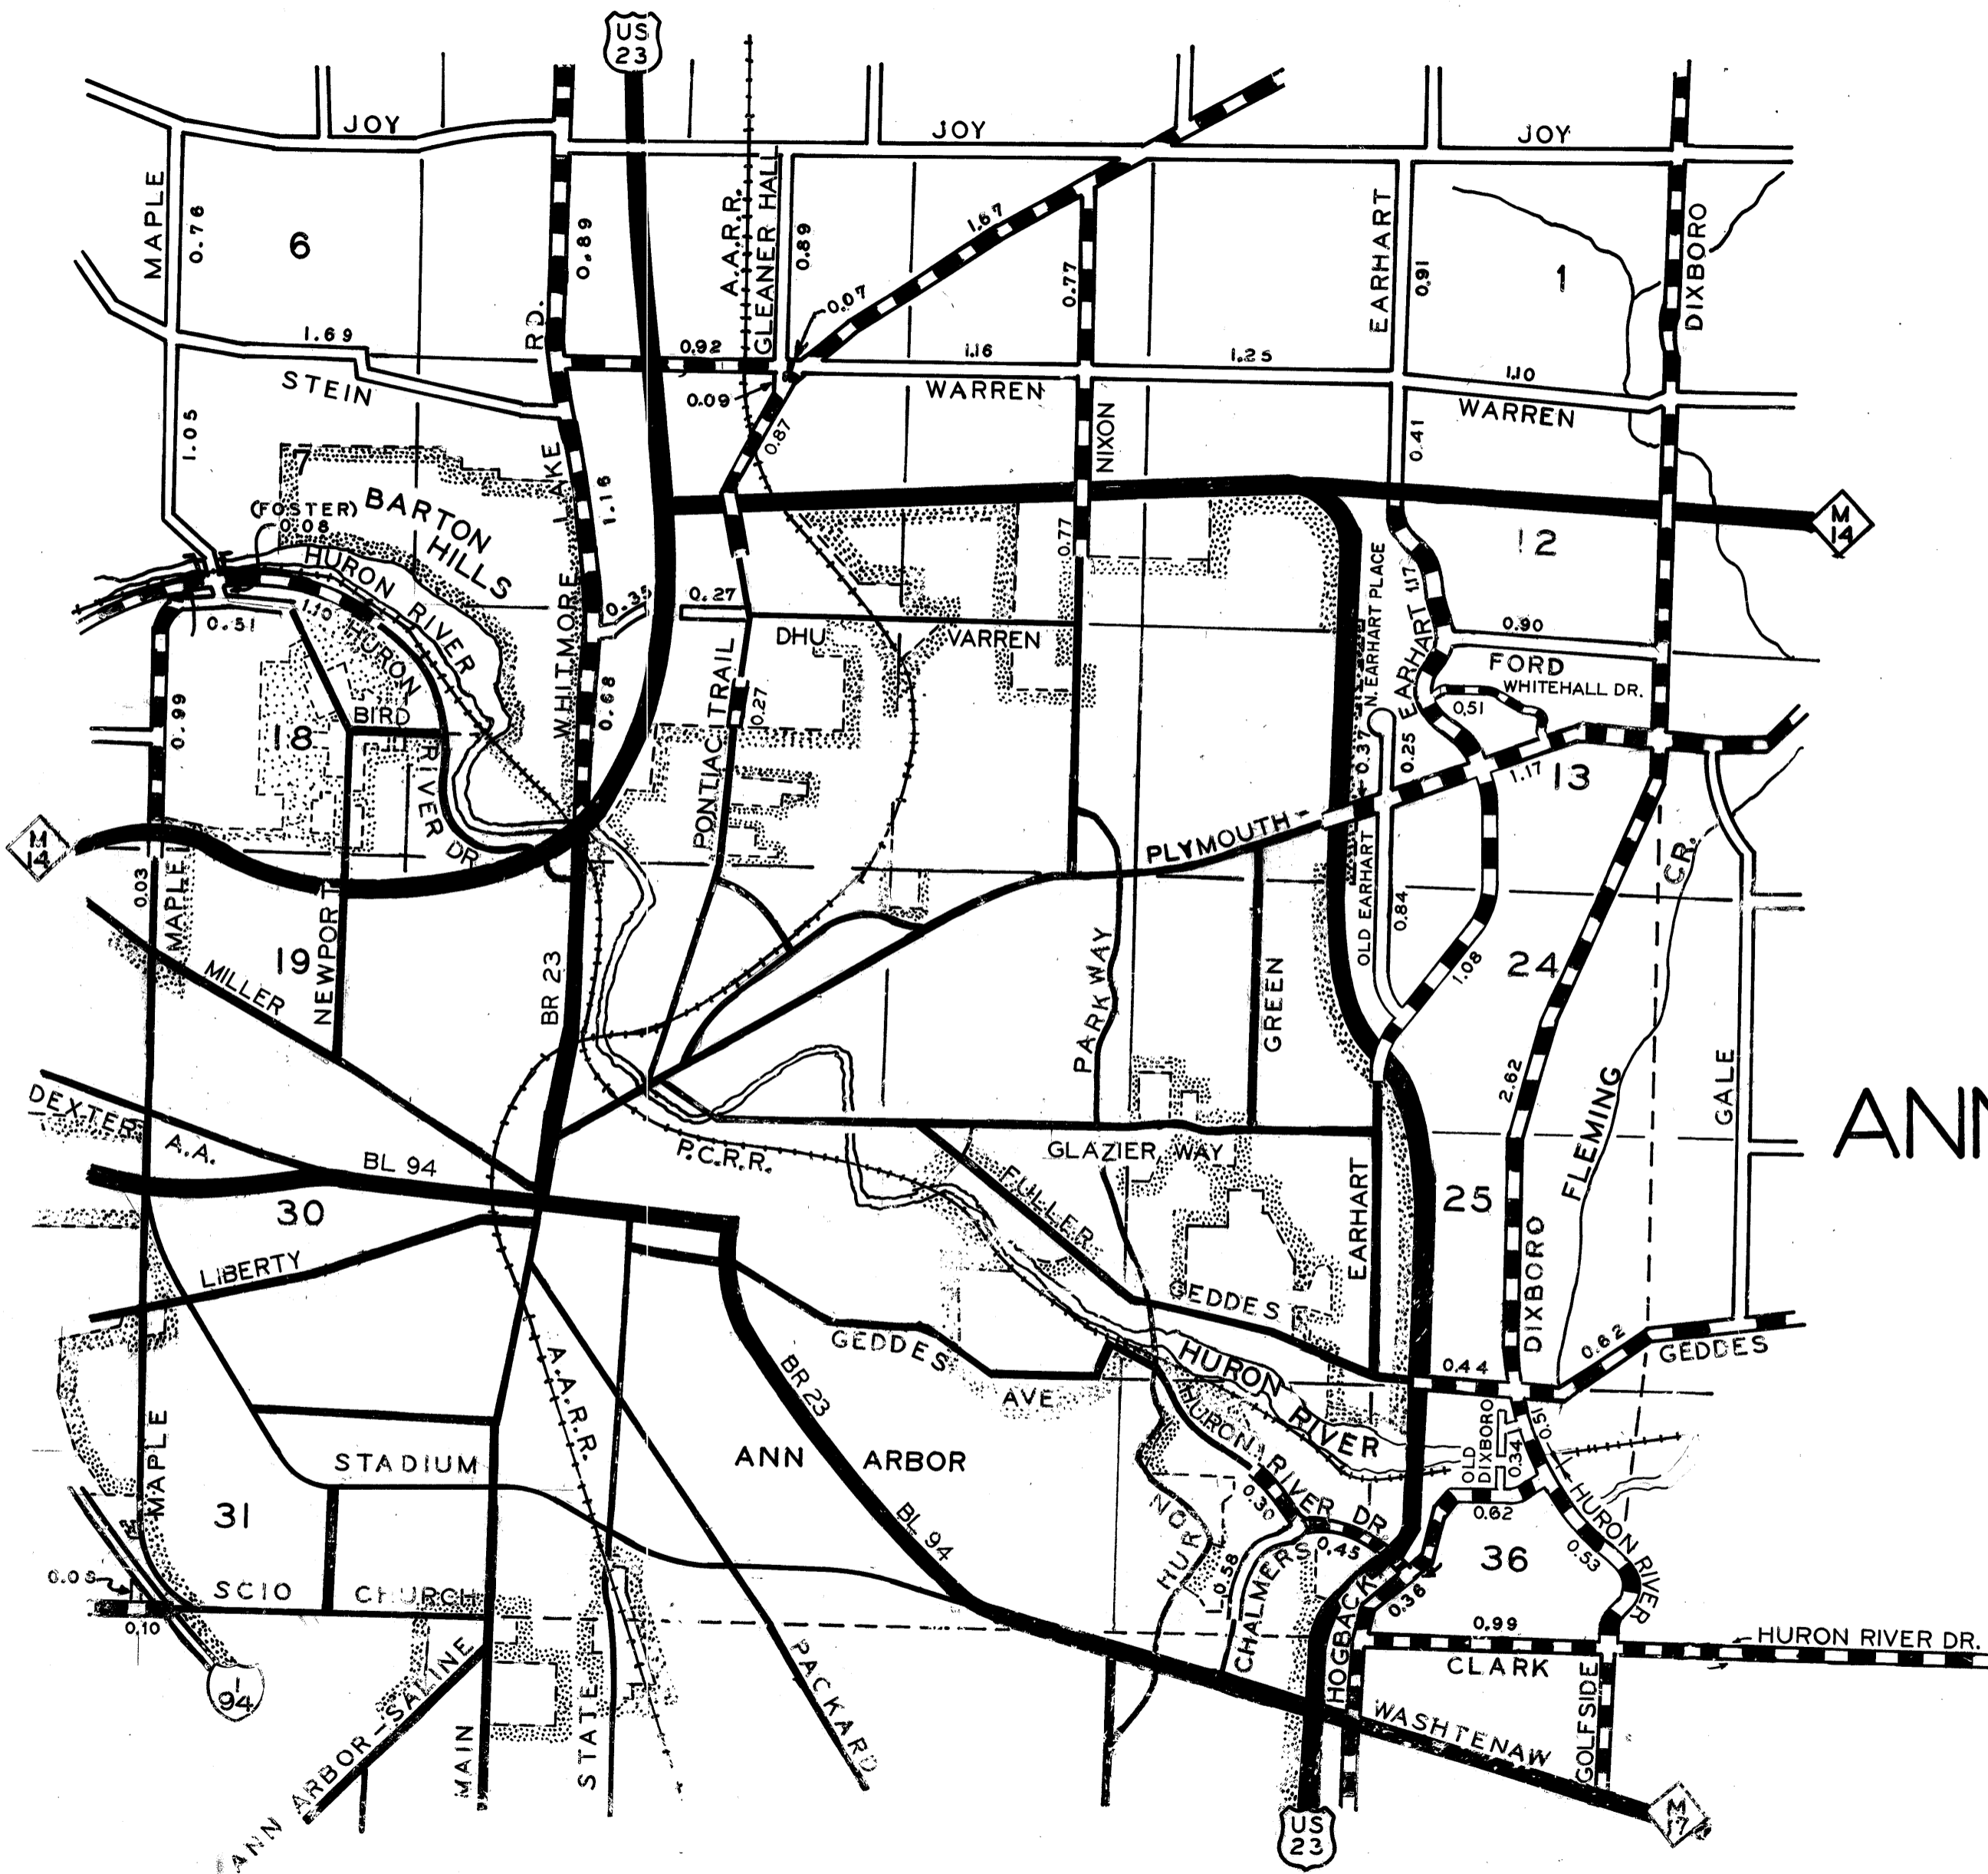 US
23
JOY
JOY
JOY
MAPLE
0.76
6
0.89
A.A.R.R.
GLEANER HALL
0.89
1.67
0.77
EARHART
0.91
1
DIXBORO
0.07
RD.
1.69
STEIN
0.92
0.09
1.16
WARREN
1.25
1.10
WARREN
1.05
0.87
NIXON
0.41
7
BARTON
HILLS
(FOSTER)
0.08
LAKE
1.16
M
14
12
0.77
HURON RIVER
1.10
0.51
HURON
RIVER DR
WHITMORE
0.35
0.27
DHU
VARREN
N. EARHART PLACE
EARHART 1.17
0.90
FORD
WHITEHALL DR.
0.51
0.99
18
BIRD
0.68
PONTIAC TRAIL
0.27
0.37
0.25
1.17
13
M
14
0.03
MAPLE
PLYMOUTH
OLD EARHART
0.84
CR.
19
NEWPORT
MILLER
BR 23
PARKWAY
GREEN
1.08
24
2.62
FLEMING
GALE
ANN
DEXTER
A.A.
BL 94
P.C.R.R.
GLAZIER WAY
FULLER
EARHART
25
DIXBORO
30
LIBERTY
GEDDES
GEDDES
AVE
0.44
0.62
GEDDES
BR 23
HURON
RIVER
A.A.R.R.
MAPLE
STADIUM
ANN ARBOR
HURON RIVER DR
OLD
DIXBORO
0.34
0.51
31
BL 94
0.30
0.62
HURON RIVER
0.53
HURON
0.58
CHALMERS
0.45
36
SCIO CHURCH
0.10
HOGBACK
0.36
0.99
CLARK
HURON RIVER DR.
I
94
ANN ARBOR-SALINE
MAIN
STATE
PACKARD
WASHTENAW
GOLFSIDE
US
23
M
17